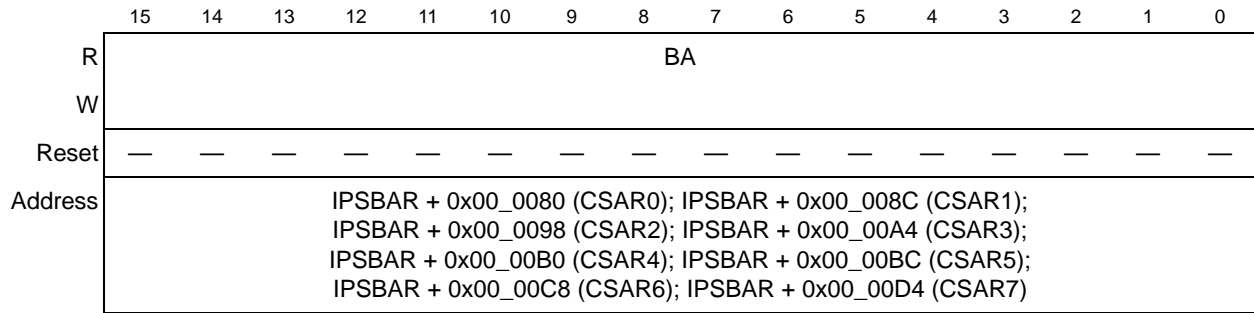 15 14 13 12 11 10 9 8 7 6 5 4 3 2 1 0
R BA
W
Reset — — — — — — — — — — — — — — — —
Address IPSBAR + 0x00_0080 (CSAR0); IPSBAR + 0x00_008C (CSAR1);
IPSBAR + 0x00_0098 (CSAR2); IPSBAR + 0x00_00A4 (CSAR3);
IPSBAR + 0x00_00B0 (CSAR4); IPSBAR + 0x00_00BC (CSAR5);
IPSBAR + 0x00_00C8 (CSAR6); IPSBAR + 0x00_00D4 (CSAR7)